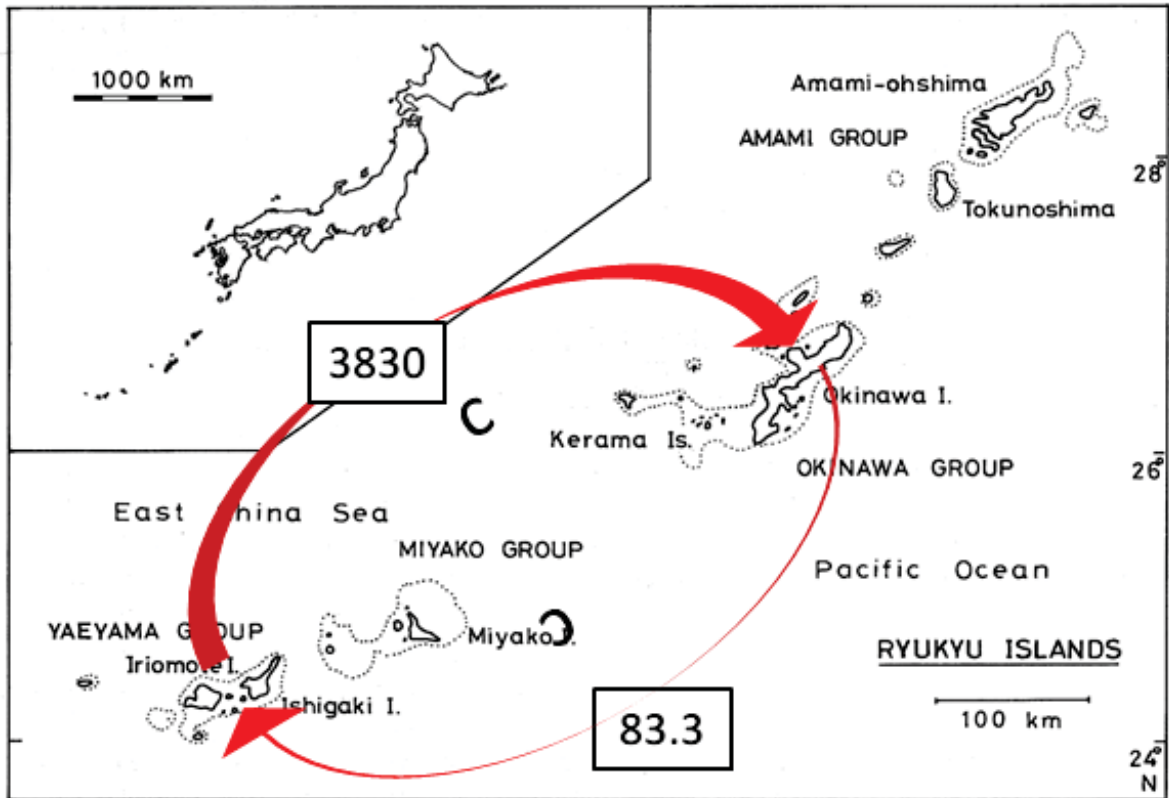 1000 km
Amami-ohshima
AMAMI GROUP
28°
Tokunoshima
3830
Okinawa I.
Kerama Is.
OKINAWA GROUP
26°
East China Sea
MIYAKO GROUP
Pacific Ocean
YAEYAMA GROUP
Miyako I.
Iriomote I.
RYUKYU ISLANDS
Ishigaki I.
100 km
83.3
24°
N